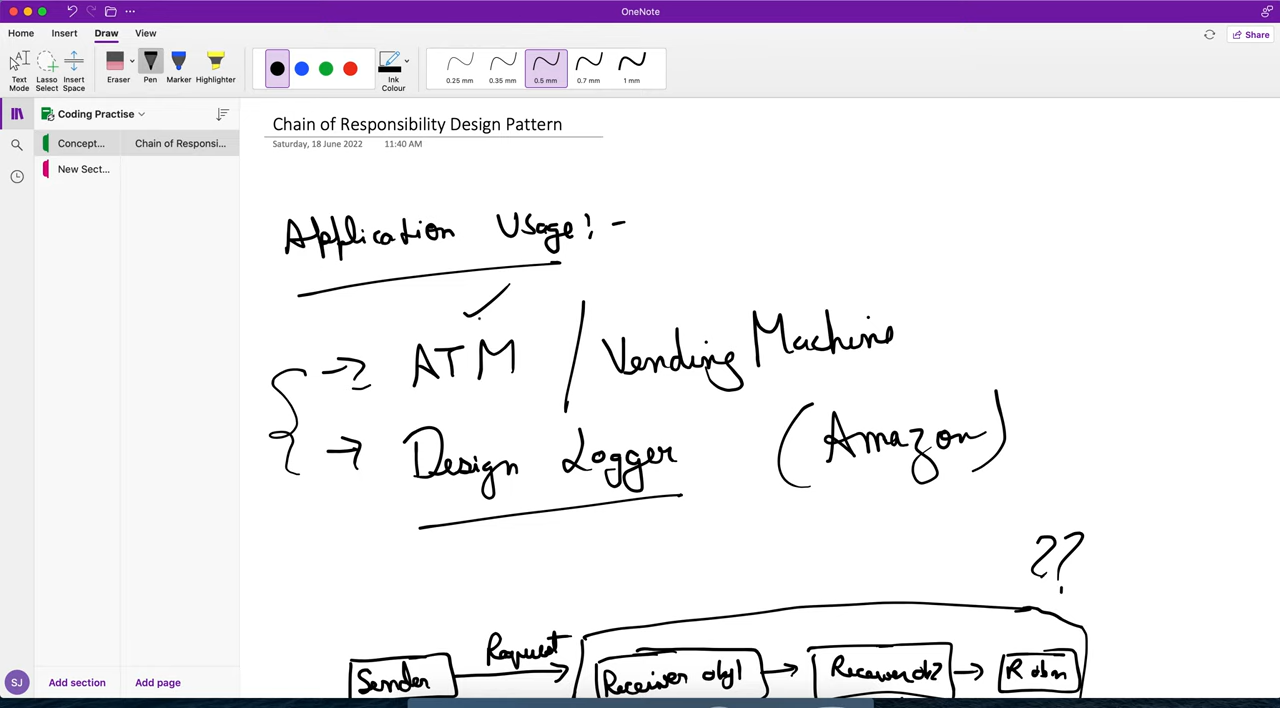 OneNote
Home Insert Draw View
Share
Text Mode
Lasso Select
Insert Space
Eraser
Pen
Marker
Highlighter
Ink Colour
0.25 mm
0.35 mm
0.5 mm
0.7 mm
1 mm
Coding Practise
Concept...
Chain of Responsi...
New Sect...
Chain of Responsibility Design Pattern
Saturday, 18 June 2022 11:40 AM
Application Usage: -
→ ATM / Vending Machine
→ Design Logger (Amazon)
??
Request
Sender
Receiver obj1
Receiver obj2
R objn
SJ
Add section
Add page